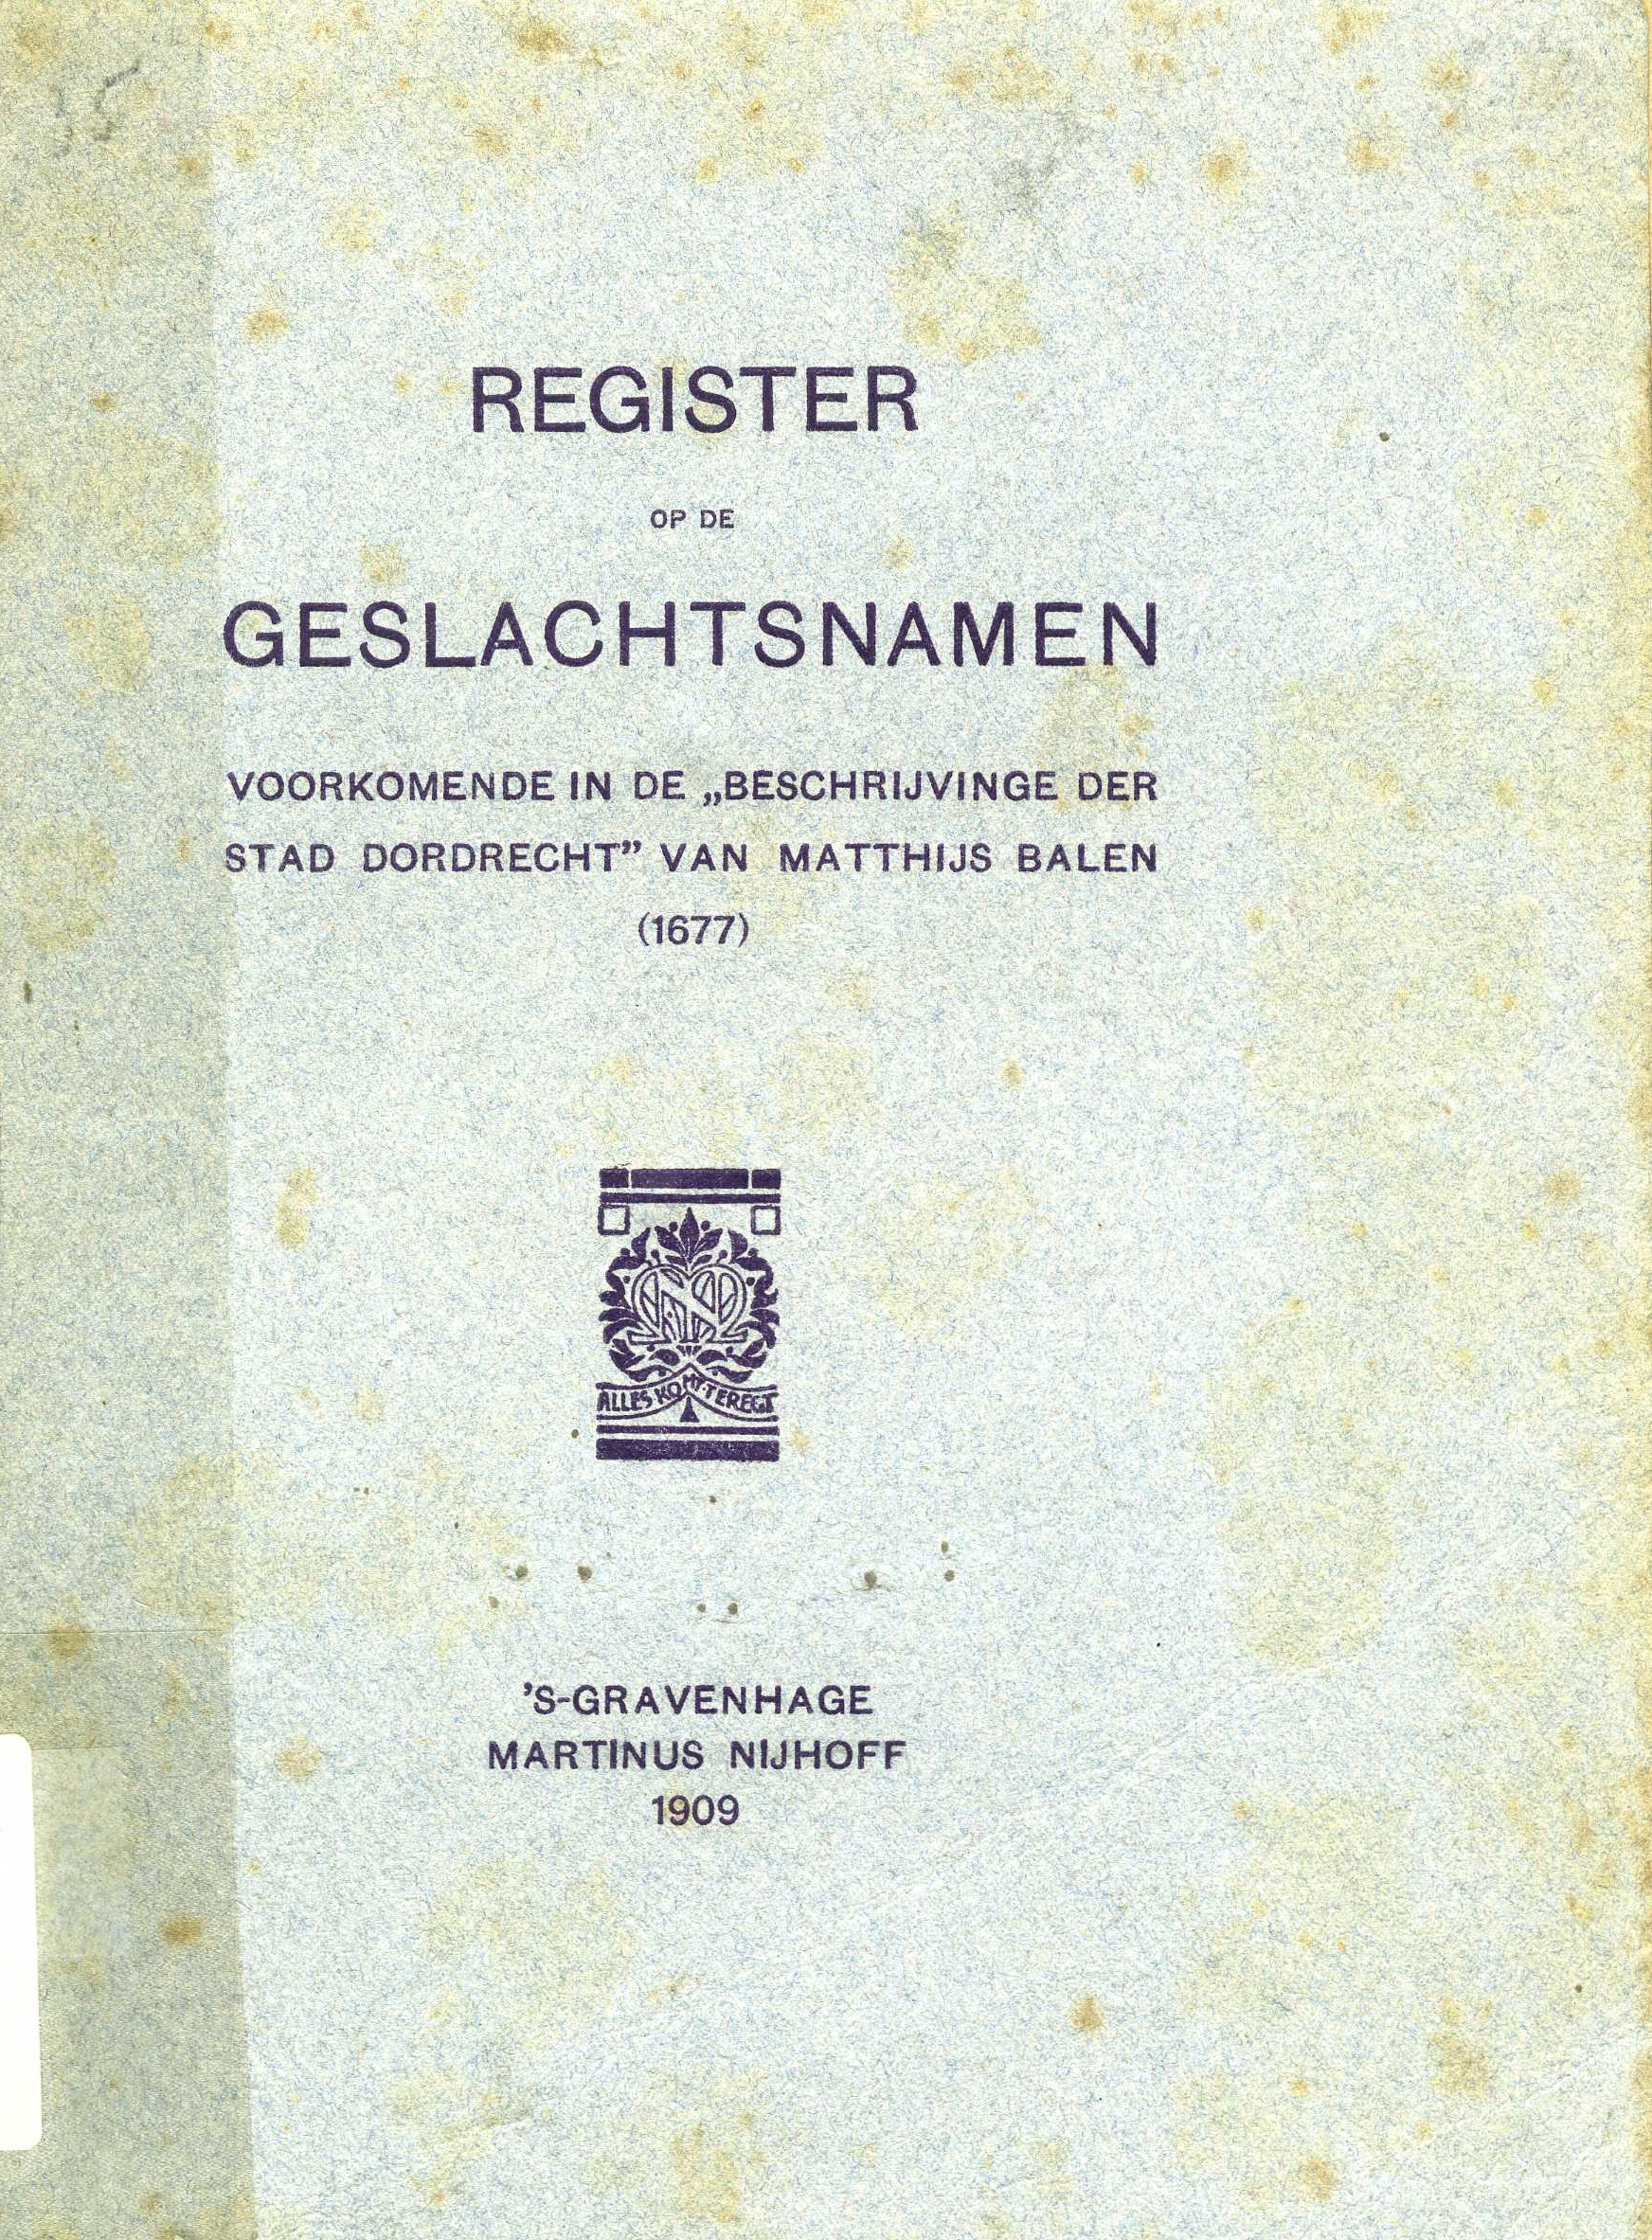 REGISTER
OP DE
GESLACHTSNAMEN
VOORKOMENDE IN DE „BESCHRIJVINGE DER
STAD DORDRECHT” VAN MATTHIJS BALEN
(1677)
ALLES·KOMT·TERECT
'S-GRAVENHAGE
MARTINUS NIJHOFF
1909